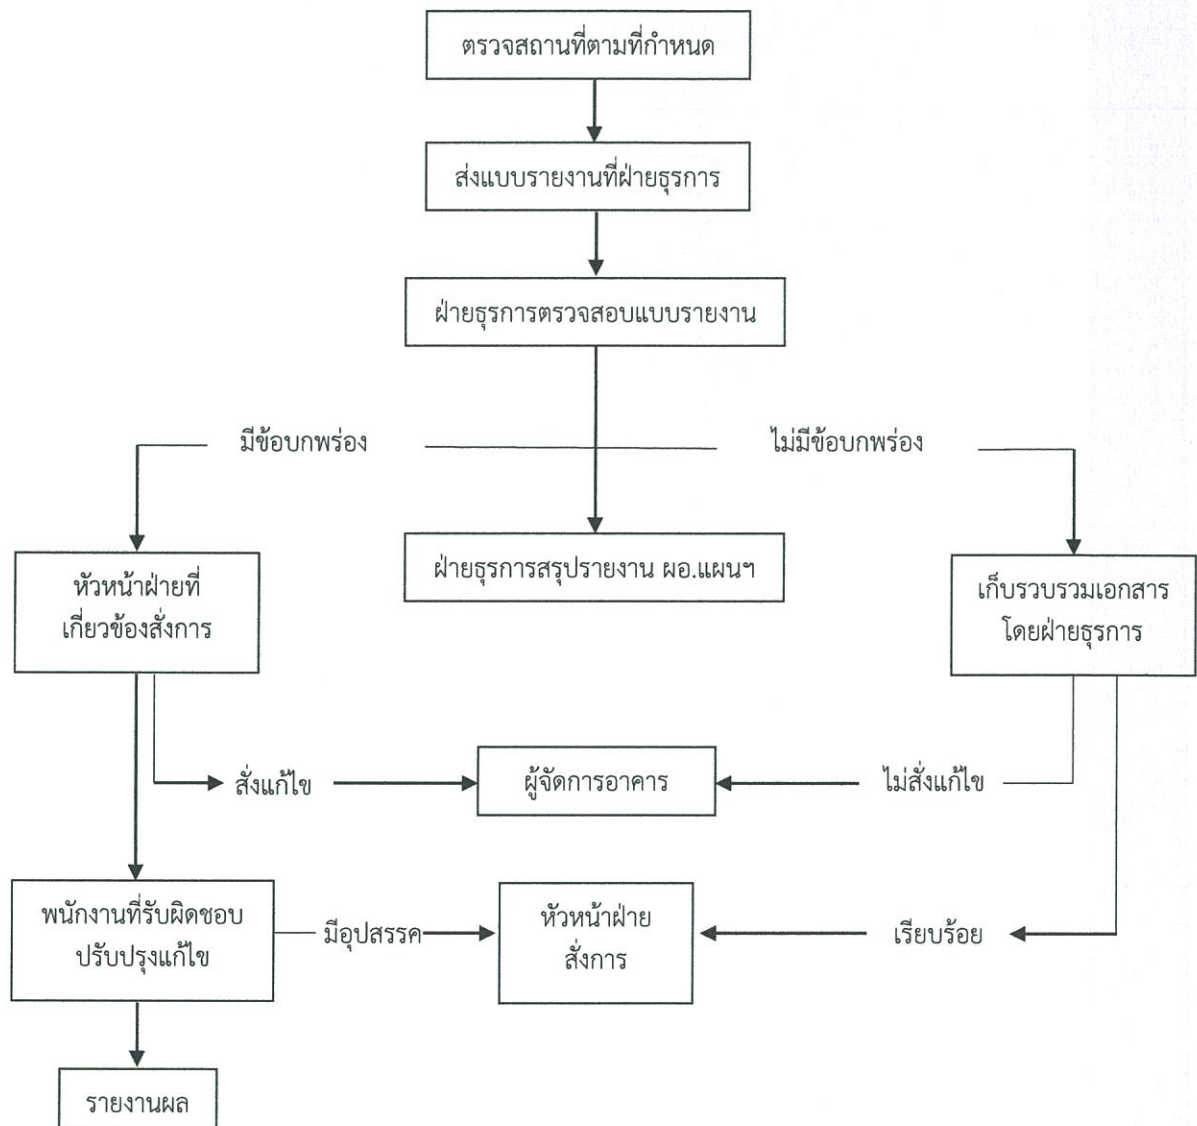 ตรวจสถานที่ตามที่กำหนด
ส่งแบบรายงานที่ฝ่ายธุรการ
ฝ่ายธุรการตรวจสอบแบบรายงาน
มีข้อบกพร่อง
ไม่มีข้อบกพร่อง
ฝ่ายธุรการสรุปรายงาน ผอ.แผนฯ
หัวหน้าฝ่ายที่
เกี่ยวข้องสั่งการ
เก็บรวบรวมเอกสาร
โดยฝ่ายธุรการ
สั่งแก้ไข
ผู้จัดการอาคาร
ไม่สั่งแก้ไข
พนักงานที่รับผิดชอบ
ปรับปรุงแก้ไข
มีอุปสรรค
หัวหน้าฝ่าย
สั่งการ
เรียบร้อย
รายงานผล